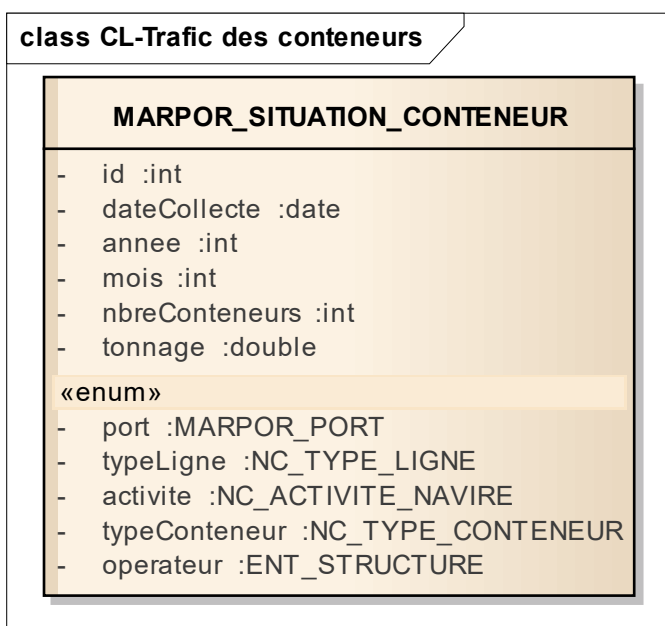 class CL-Trafic des conteneurs
MARPOR_SITUATION_CONTENEUR
- id :int
- dateCollecte :date
- annee :int
- mois :int
- nbreConteneurs :int
- tonnage :double
«enum»
- port :MARPOR_PORT
- typeLigne :NC_TYPE_LIGNE
- activite :NC_ACTIVITE_NAVIRE
- typeConteneur :NC_TYPE_CONTENEUR
- operateur :ENT_STRUCTURE